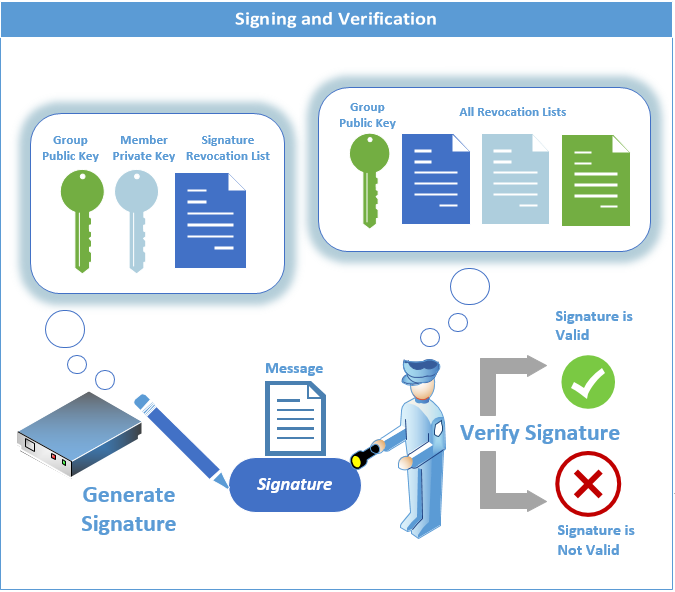 Signing and Verification
Group
Public Key
Member
Private Key
Signature
Revocation List
Group
Public Key
All Revocation Lists
Message
Signature
Generate
Signature
Verify Signature
Signature is
Valid
Signature is
Not Valid